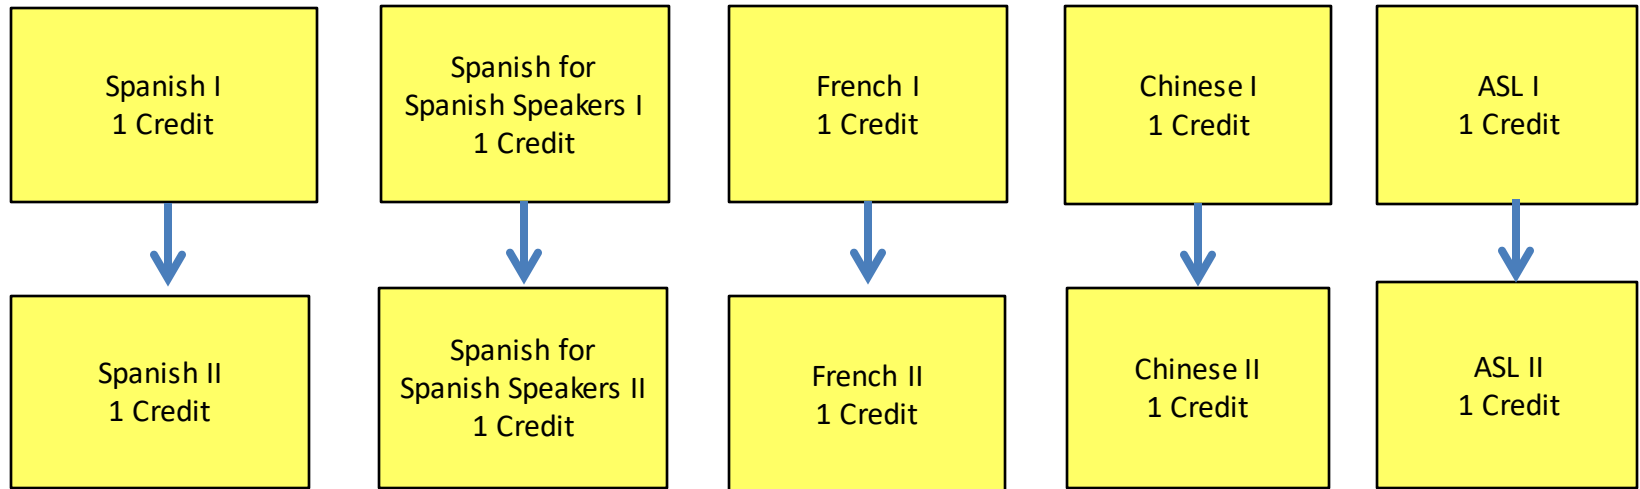 Spanish I
1 Credit
Spanish for
Spanish Speakers I
1 Credit
French I
1 Credit
Chinese I
1 Credit
ASL I
1 Credit
Spanish II
1 Credit
Spanish for
Spanish Speakers II
1 Credit
French II
1 Credit
Chinese II
1 Credit
ASL II
1 Credit